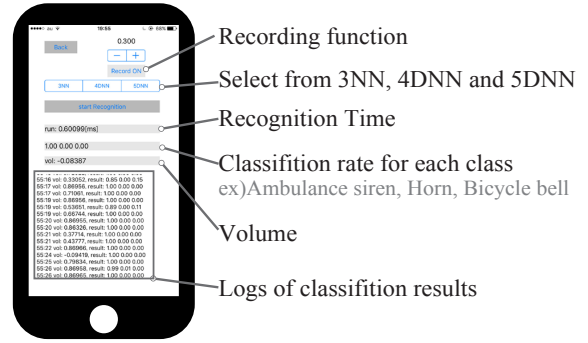 au 19:55 88%
Back
0.300
− +
Record ON
3NN 4DNN 5DNN
start Recognition
run: 0.60099[ms]
1.00 0.00 0.00
vol: -0.08387
55:16 vol: 0.33052, result: 0.85 0.00 0.15
55:17 vol: 0.86956, result: 1.00 0.00 0.00
55:17 vol: 0.71061, result: 1.00 0.00 0.00
55:19 vol: 0.86956, result: 1.00 0.00 0.00
55:19 vol: 0.53651, result: 0.89 0.00 0.11
55:19 vol: 0.66744, result: 1.00 0.00 0.00
55:20 vol: 0.86955, result: 1.00 0.00 0.00
55:20 vol: 0.86326, result: 1.00 0.00 0.00
55:21 vol: 0.37714, result: 1.00 0.00 0.00
55:21 vol: 0.43777, result: 1.00 0.00 0.00
55:22 vol: 0.86966, result: 1.00 0.00 0.00
55:24 vol: -0.09419, result: 1.00 0.00 0.00
55:25 vol: 0.79834, result: 1.00 0.00 0.00
55:26 vol: 0.86958, result: 0.99 0.01 0.00
55:26 vol: 0.86965, result: 1.00 0.00 0.00
Recording function
Select from 3NN, 4DNN and 5DNN
Recognition Time
Classifition rate for each class
ex)Ambulance siren, Horn, Bicycle bell
Volume
Logs of classifition results